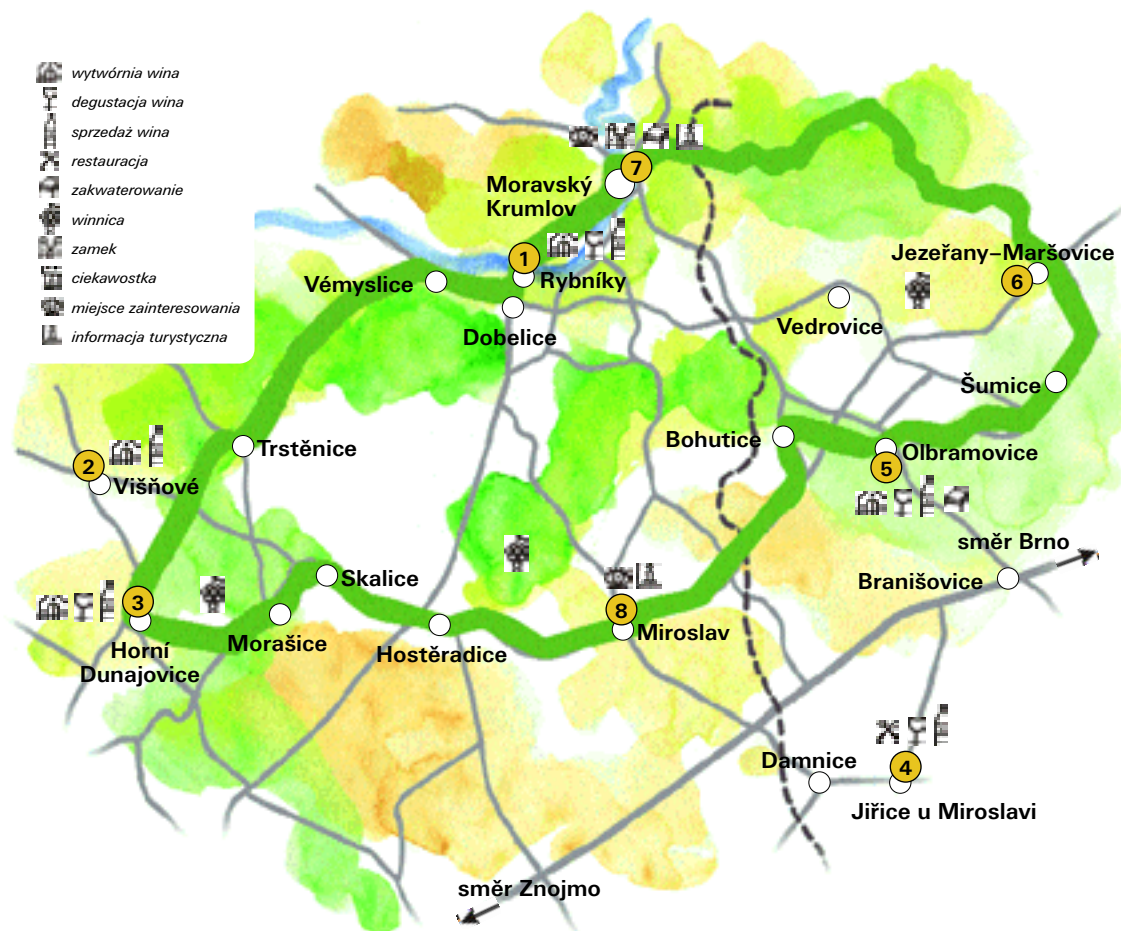 wytwórnia wina
degustacja wina
sprzedaż wina
restauracja
zakwaterowanie
winnica
zamek
ciekawostka
miejsce zainteresowania
informacja turystyczna
7
Moravský
Krumlov
1
Rybníky
Vémyslice
Dobelice
Jezeřany–Maršovice
6
Vedrovice
Šumice
Trstěnice
Bohutice
Olbramovice
5
2
Višňové
směr Brno
Branišovice
Skalice
3
Horní
Dunajovice
Morašice
Hostěradice
8
Miroslav
Damnice
4
Jiřice u Miroslavi
směr Znojmo